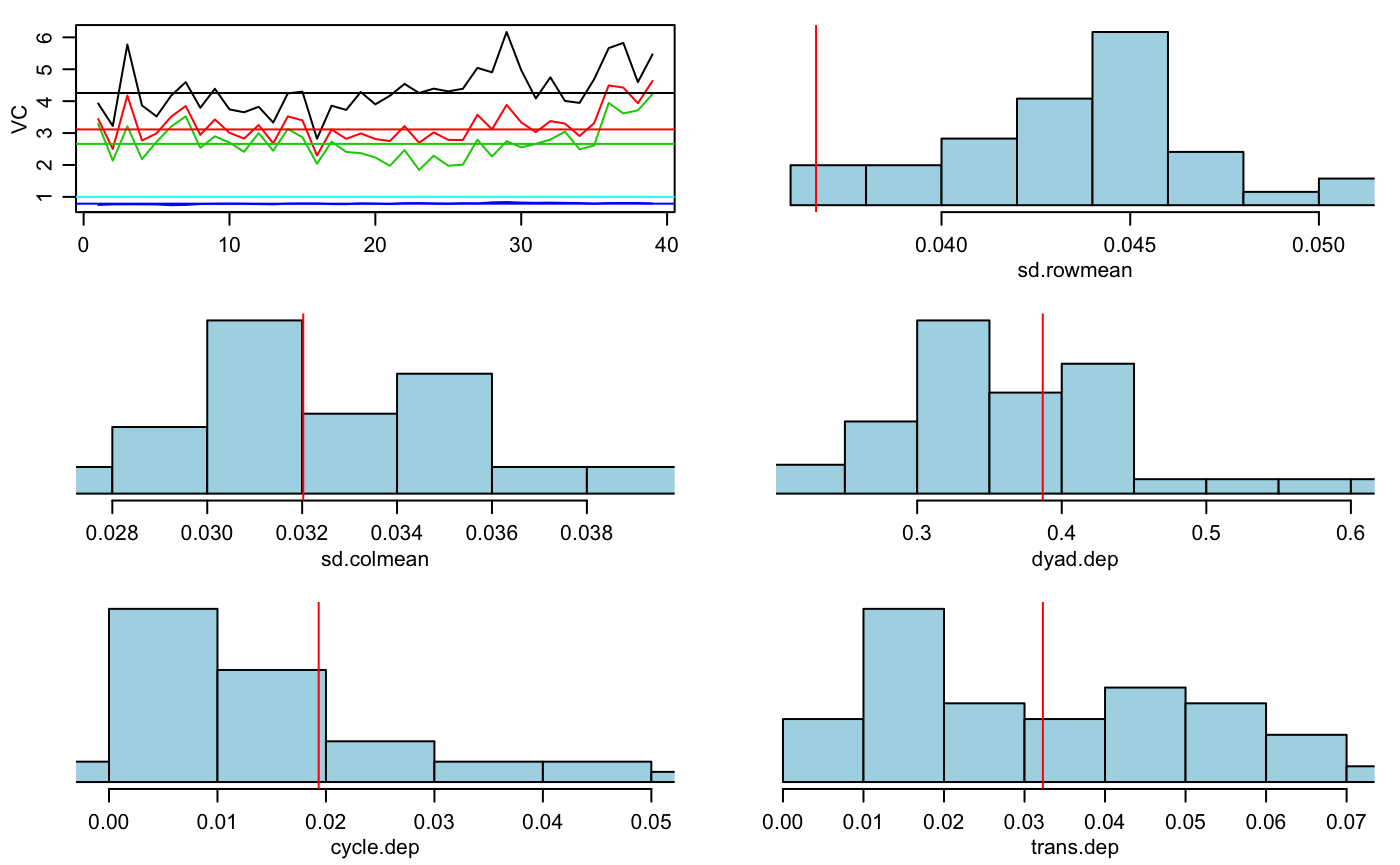 VC
6
5
4
3
2
1
0 10 20 30 40
0.040 0.045 0.050
sd.rowmean
0.028 0.030 0.032 0.034 0.036 0.038
sd.colmean
0.3 0.4 0.5 0.6
dyad.dep
0.00 0.01 0.02 0.03 0.04 0.05
cycle.dep
0.00 0.01 0.02 0.03 0.04 0.05 0.06 0.07
trans.dep